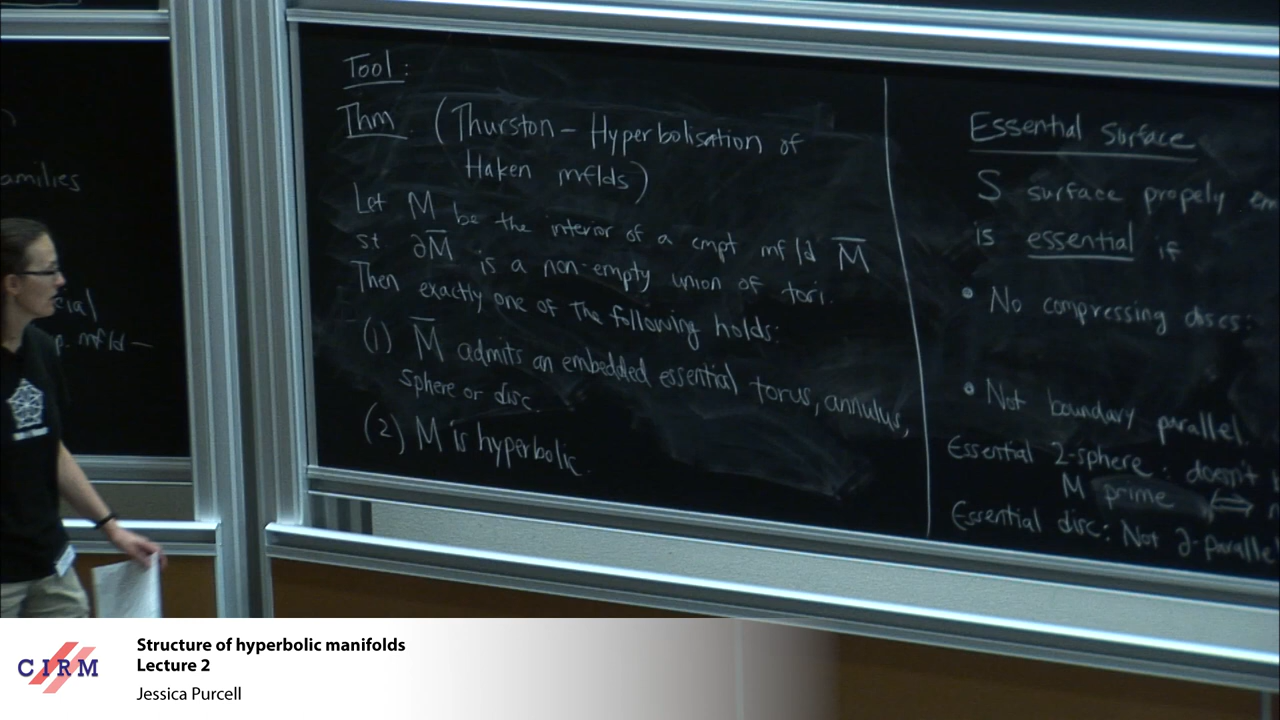 amilies
cial
p. mfld –
Tool:
Thm. (Thurston – Hyperbolisation of
Haken mflds)
Let M be the interior of a cmpt mfld M̅
st ∂M̅ is a non-empty union of tori.
Then exactly one of the following holds:
(1) M̅ admits an embedded essential torus, annulus,
sphere or disc.
(2) M is hyperbolic.
Essential Surface
S surface propely em
is essential if
• No compressing discs:
• Not boundary parallel.
Essential 2-sphere: doesn't
M prime ⇔
Essential disc: Not ∂-paralle
CIRM
Structure of hyperbolic manifolds
Lecture 2
Jessica Purcell